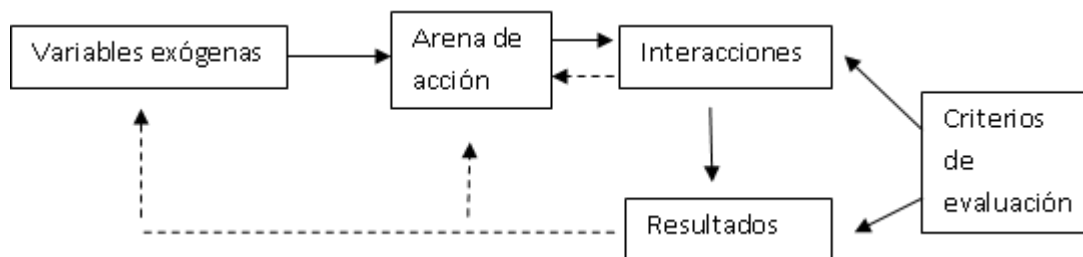 Variables exógenas
Arena de
acción
Interacciones
Criterios
de
evaluación
Resultados